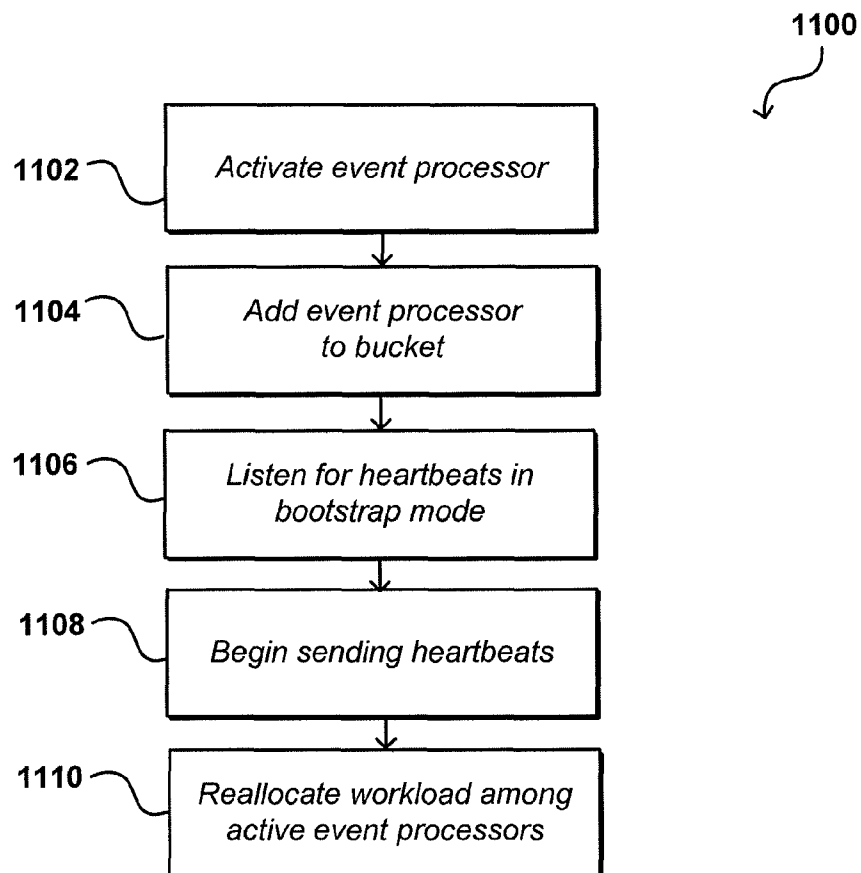 1100
1102
Activate event processor
1104
Add event processor
to bucket
1106
Listen for heartbeats in
bootstrap mode
1108
Begin sending heartbeats
1110
Reallocate workload among
active event processors